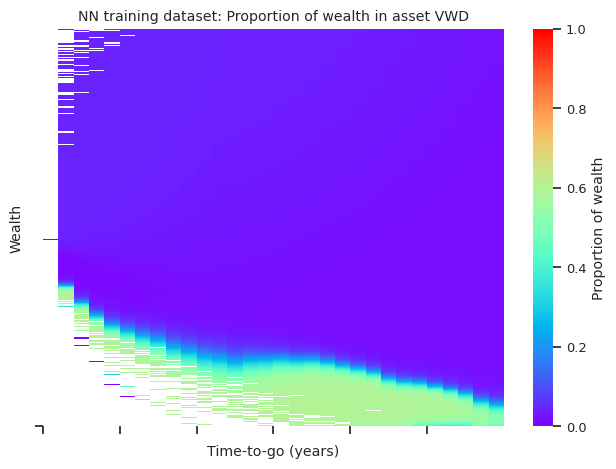 NN training dataset: Proportion of wealth in asset VWD
Wealth
Time-to-go (years)
1.0
0.8
0.6
0.4
0.2
0.0
Proportion of wealth